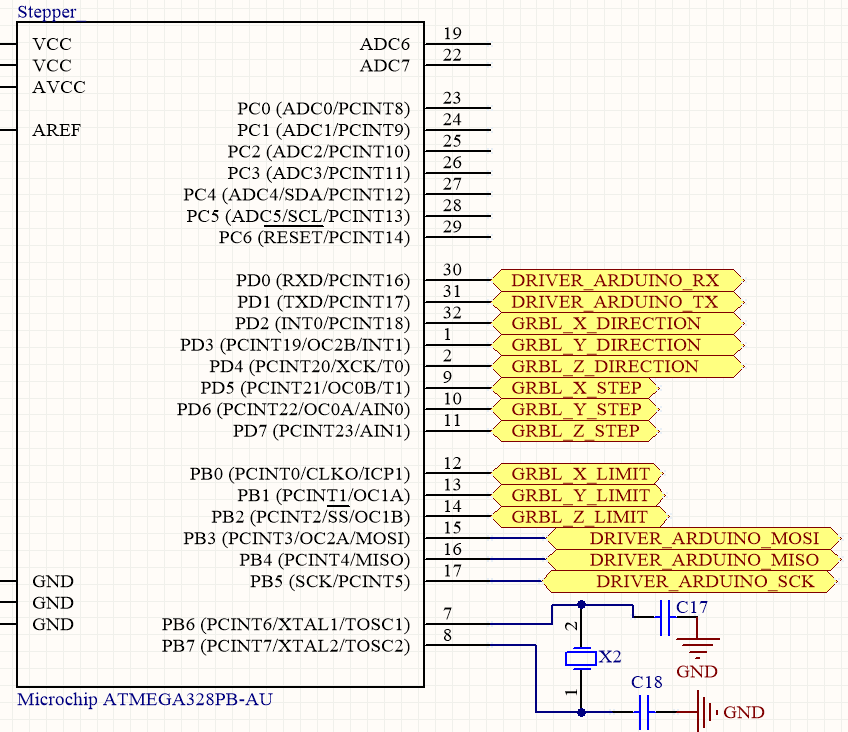 Stepper
VCC ADC6 19
VCC ADC7 22
AVCC
PC0 (ADC0/PCINT8) 23
AREF PC1 (ADC1/PCINT9) 24
PC2 (ADC2/PCINT10) 25
PC3 (ADC3/PCINT11) 26
PC4 (ADC4/SDA/PCINT12) 27
PC5 (ADC5/SCL/PCINT13) 28
PC6 (RESET/PCINT14) 29
PD0 (RXD/PCINT16) 30 DRIVER_ARDUINO_RX
PD1 (TXD/PCINT17) 31 DRIVER_ARDUINO_TX
PD2 (INT0/PCINT18) 32 GRBL_X_DIRECTION
PD3 (PCINT19/OC2B/INT1) 1 GRBL_Y_DIRECTION
PD4 (PCINT20/XCK/T0) 2 GRBL_Z_DIRECTION
PD5 (PCINT21/OC0B/T1) 9 GRBL_X_STEP
PD6 (PCINT22/OC0A/AIN0) 10 GRBL_Y_STEP
PD7 (PCINT23/AIN1) 11 GRBL_Z_STEP
PB0 (PCINT0/CLKO/ICP1) 12 GRBL_X_LIMIT
PB1 (PCINT1/OC1A) 13 GRBL_Y_LIMIT
PB2 (PCINT2/SS/OC1B) 14 GRBL_Z_LIMIT
PB3 (PCINT3/OC2A/MOSI) 15 DRIVER_ARDUINO_MOSI
PB4 (PCINT4/MISO) 16 DRIVER_ARDUINO_MISO
GND PB5 (SCK/PCINT5) 17 DRIVER_ARDUINO_SCK
GND
GND PB6 (PCINT6/XTAL1/TOSC1) 7
PB7 (PCINT7/XTAL2/TOSC2) 8
C17
2
X2
GND
1
C18
GND
Microchip ATMEGA328PB-AU